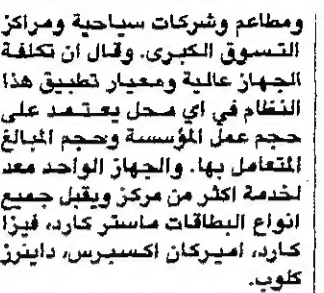 ومطاعم وشركات سياحية ومراكز
التسوق الكبرى. وقال ان تكلفة
الجهاز عالية ومعيار تطبيق هذا
النظام في اي محل يعتمد على
حجم عمل المؤسسة وحجم المبالغ
المتعامل بها. والجهاز الواحد معد
لخدمة اكثر من مركز ويقبل جميع
انواع البطاقات ماستر كارد، فيزا
كارد، اميركان اكسبرس، داينرز
كلوب.